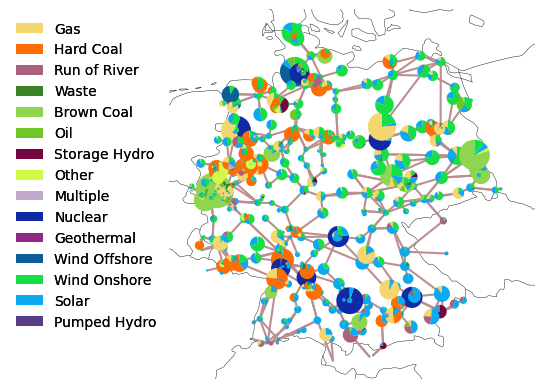 Gas
Hard Coal
Run of River
Waste
Brown Coal
Oil
Storage Hydro
Other
Multiple
Nuclear
Geothermal
Wind Offshore
Wind Onshore
Solar
Pumped Hydro